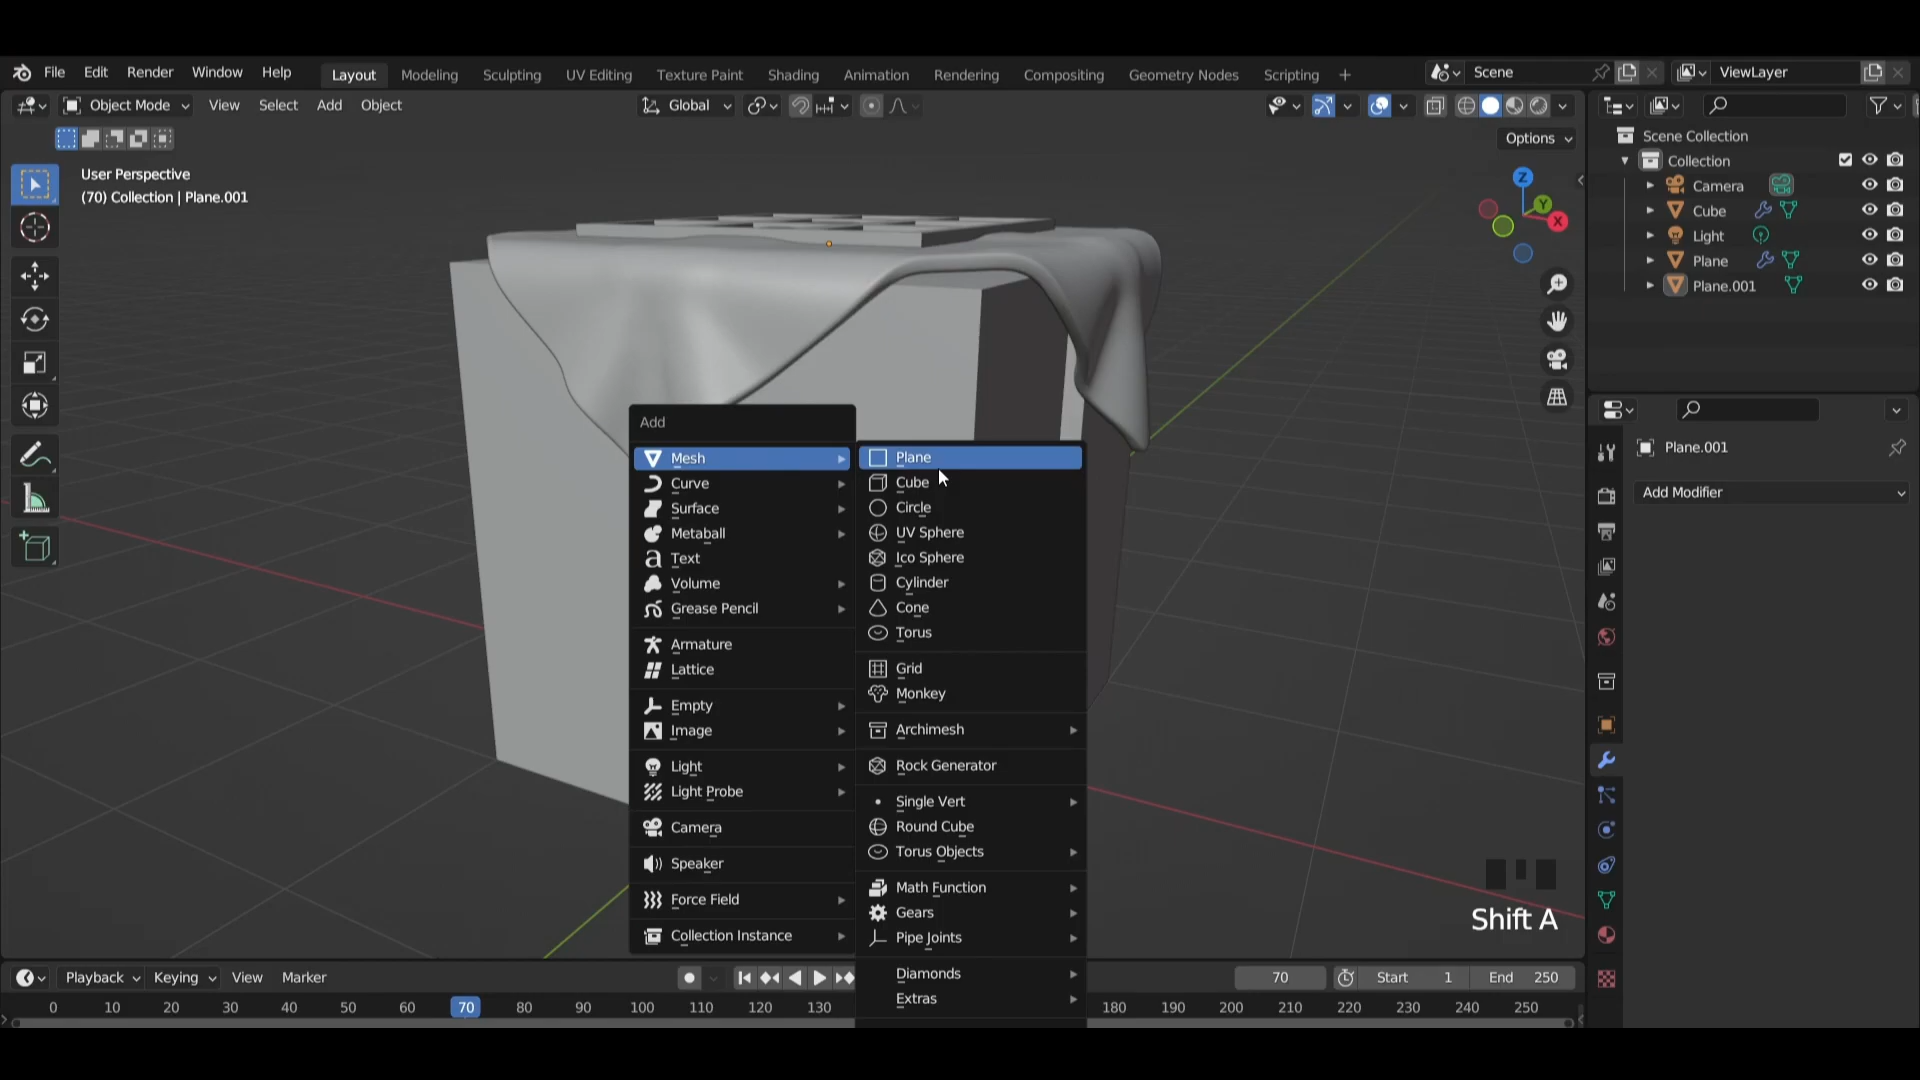 File Edit Render Window Help Layout Modeling Sculpting UV Editing Texture Paint Shading Animation Rendering Compositing Geometry Nodes Scripting + Scene ViewLayer
Object Mode View Select Add Object Global
Options
User Perspective
(70) Collection | Plane.001
Z
Y
X
Scene Collection
Collection
Camera
Cube
Light
Plane
Plane.001
Plane.001
Add Modifier
Add
Mesh
Curve
Surface
Metaball
Text
Volume
Grease Pencil
Armature
Lattice
Empty
Image
Light
Light Probe
Camera
Speaker
Force Field
Collection Instance
Plane
Cube
Circle
UV Sphere
Ico Sphere
Cylinder
Cone
Torus
Grid
Monkey
Archimesh
Rock Generator
Single Vert
Round Cube
Torus Objects
Math Function
Gears
Pipe Joints
Diamonds
Extras
Shift A
Playback Keying View Marker 70 Start 1 End 250
0 10 20 30 40 50 60 70 80 90 100 110 120 130 180 190 200 210 220 230 240 250